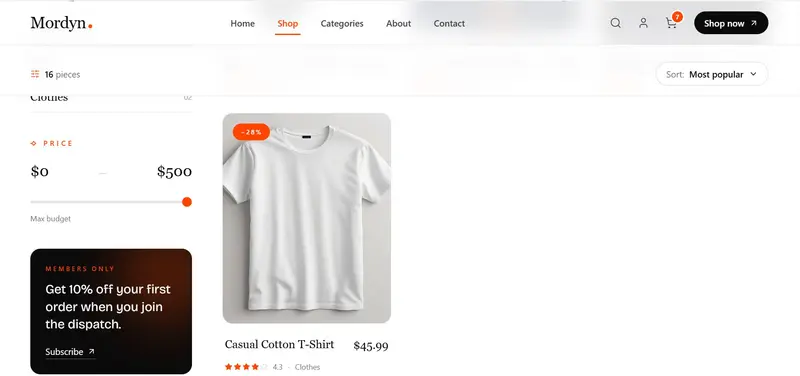 Mordyn.
Home
Shop
Categories
About
Contact
7
Shop now
16 pieces
Sort: Most popular
Clothes
02
PRICE
$0
—
$500
Max budget
MEMBERS ONLY
Get 10% off your first
order when you join
the dispatch.
Subscribe
-28%
Casual Cotton T-Shirt
$45.99
4.3 · Clothes